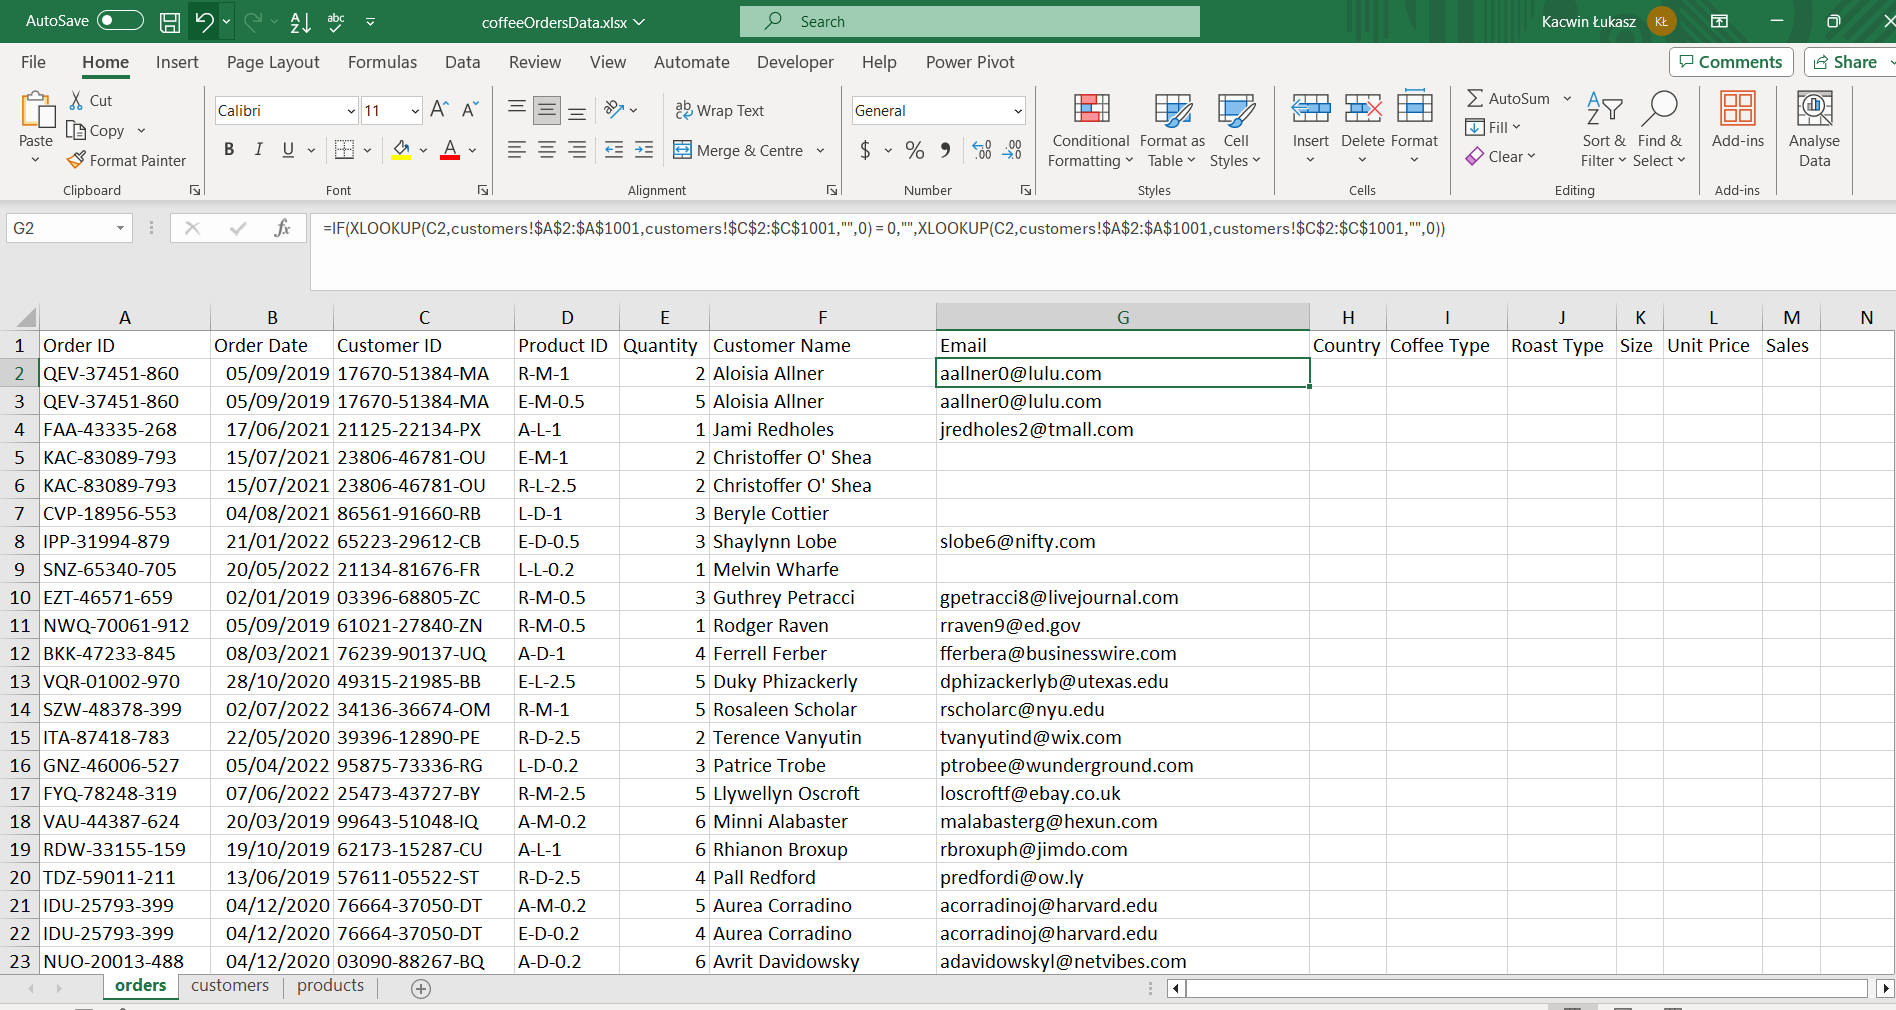 AutoSave
coffeeOrdersData.xlsx
Search
Kacwin Łukasz
KŁ
File Home Insert Page Layout Formulas Data Review View Automate Developer Help Power Pivot
Comments
Share
Paste
Cut
Copy
Format Painter
Clipboard
Calibri 11
B I U
Font
Wrap Text
Merge & Centre
Alignment
General
Number
Conditional Formatting
Format as Table
Cell Styles
Styles
Insert Delete Format
Cells
AutoSum
Fill
Clear
Sort & Filter
Find & Select
Editing
Add-ins
Add-ins
Analyse Data
G2
fx
=IF(XLOOKUP(C2,customers!$A$2:$A$1001,customers!$C$2:$C$1001,"",0) = 0,"",XLOOKUP(C2,customers!$A$2:$A$1001,customers!$C$2:$C$1001,"",0))
A B C D E F G H I J K L M N
1 Order ID Order Date Customer ID Product ID Quantity Customer Name Email Country Coffee Type Roast Type Size Unit Price Sales
2 QEV-37451-860 05/09/2019 17670-51384-MA R-M-1 2 Aloisia Allner aallner0@lulu.com
3 QEV-37451-860 05/09/2019 17670-51384-MA E-M-0.5 5 Aloisia Allner aallner0@lulu.com
4 FAA-43335-268 17/06/2021 21125-22134-PX A-L-1 1 Jami Redholes jredholes2@tmall.com
5 KAC-83089-793 15/07/2021 23806-46781-OU E-M-1 2 Christoffer O' Shea
6 KAC-83089-793 15/07/2021 23806-46781-OU R-L-2.5 2 Christoffer O' Shea
7 CVP-18956-553 04/08/2021 86561-91660-RB L-D-1 3 Beryle Cottier
8 IPP-31994-879 21/01/2022 65223-29612-CB E-D-0.5 3 Shaylynn Lobe slobe6@nifty.com
9 SNZ-65340-705 20/05/2022 21134-81676-FR L-L-0.2 1 Melvin Wharfe
10 EZT-46571-659 02/01/2019 03396-68805-ZC R-M-0.5 3 Guthrey Petracci gpetracci8@livejournal.com
11 NWQ-70061-912 05/09/2019 61021-27840-ZN R-M-0.5 1 Rodger Raven rraven9@ed.gov
12 BKK-47233-845 08/03/2021 76239-90137-UQ A-D-1 4 Ferrell Ferber fferbera@businesswire.com
13 VQR-01002-970 28/10/2020 49315-21985-BB E-L-2.5 5 Duky Phizackerly dphizackerlyb@utexas.edu
14 SZW-48378-399 02/07/2022 34136-36674-OM R-M-1 5 Rosaleen Scholar rscholarc@nyu.edu
15 ITA-87418-783 22/05/2020 39396-12890-PE R-D-2.5 2 Terence Vanyutin tvanyutind@wix.com
16 GNZ-46006-527 05/04/2022 95875-73336-RG L-D-0.2 3 Patrice Trobe ptrobee@wunderground.com
17 FYQ-78248-319 07/06/2022 25473-43727-BY R-M-2.5 5 Llywellyn Oscroft loscroftf@ebay.co.uk
18 VAU-44387-624 20/03/2019 99643-51048-IQ A-M-0.2 6 Minni Alabaster malabasterg@hexun.com
19 RDW-33155-159 19/10/2019 62173-15287-CU A-L-1 6 Rhianon Broxup rbroxuph@jimdo.com
20 TDZ-59011-211 13/06/2019 57611-05522-ST R-D-2.5 4 Pall Redford predfordi@ow.ly
21 IDU-25793-399 04/12/2020 76664-37050-DT A-M-0.2 5 Aurea Corradino acorradinoj@harvard.edu
22 IDU-25793-399 04/12/2020 76664-37050-DT E-D-0.2 4 Aurea Corradino acorradinoj@harvard.edu
23 NUO-20013-488 04/12/2020 03090-88267-BQ A-D-0.2 6 Avrit Davidowsky adavidowskyl@netvibes.com
orders customers products